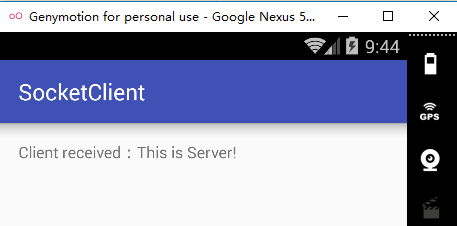 Genymotion for personal use - Google Nexus 5...
9:44
SocketClient
Client received：This is Server!
GPS